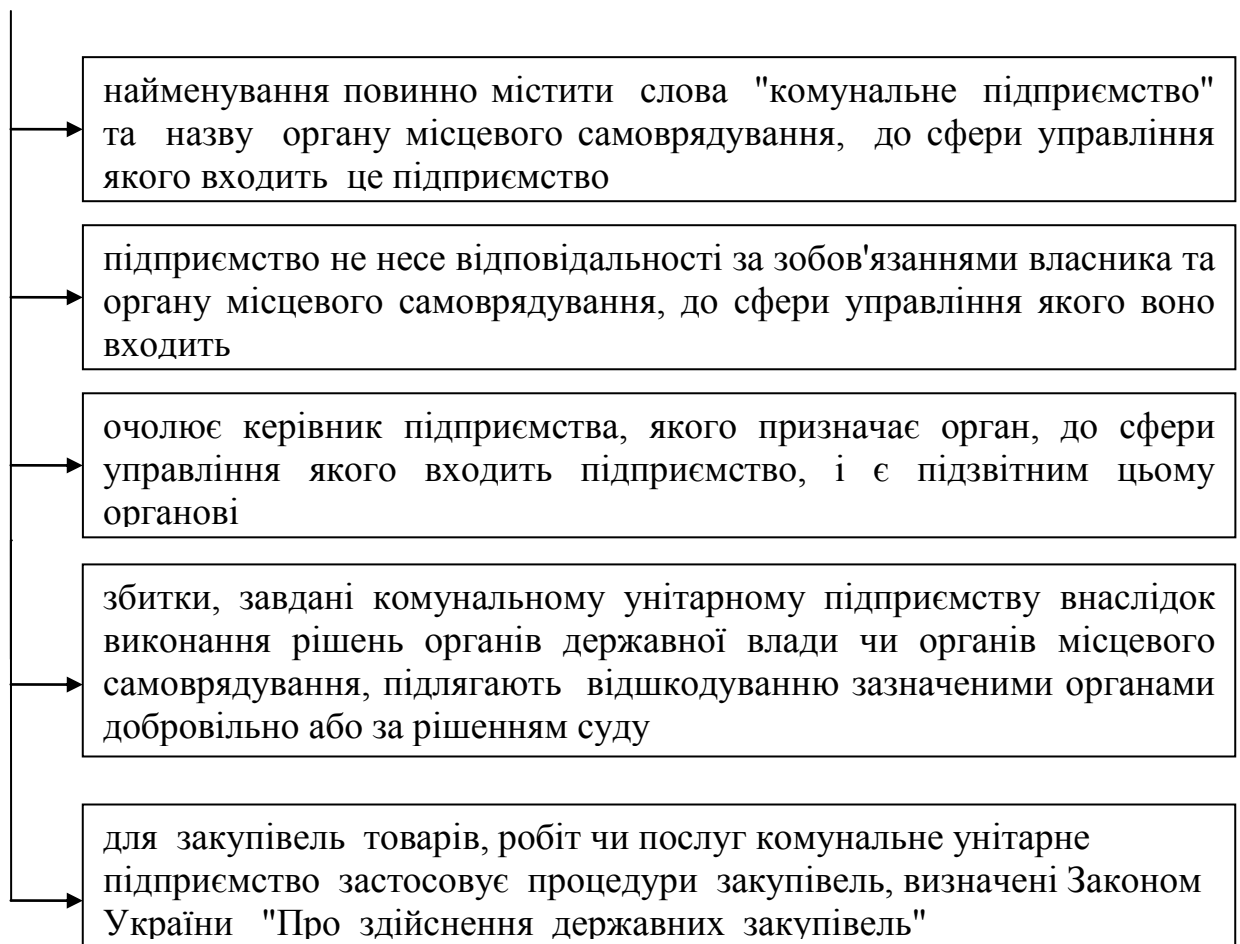 найменування повинно містити слова "комунальне підприємство"
та назву органу місцевого самоврядування, до сфери управління
якого входить це підприємство
підприємство не несе відповідальності за зобов'язаннями власника та
органу місцевого самоврядування, до сфери управління якого воно
входить
очолює керівник підприємства, якого призначає орган, до сфери
управління якого входить підприємство, і є підзвітним цьому
органові
збитки, завдані комунальному унітарному підприємству внаслідок
виконання рішень органів державної влади чи органів місцевого
самоврядування, підлягають відшкодуванню зазначеними органами
добровільно або за рішенням суду
для закупівель товарів, робіт чи послуг комунальне унітарне
підприємство застосовує процедури закупівель, визначені Законом
України "Про здійснення державних закупівель"